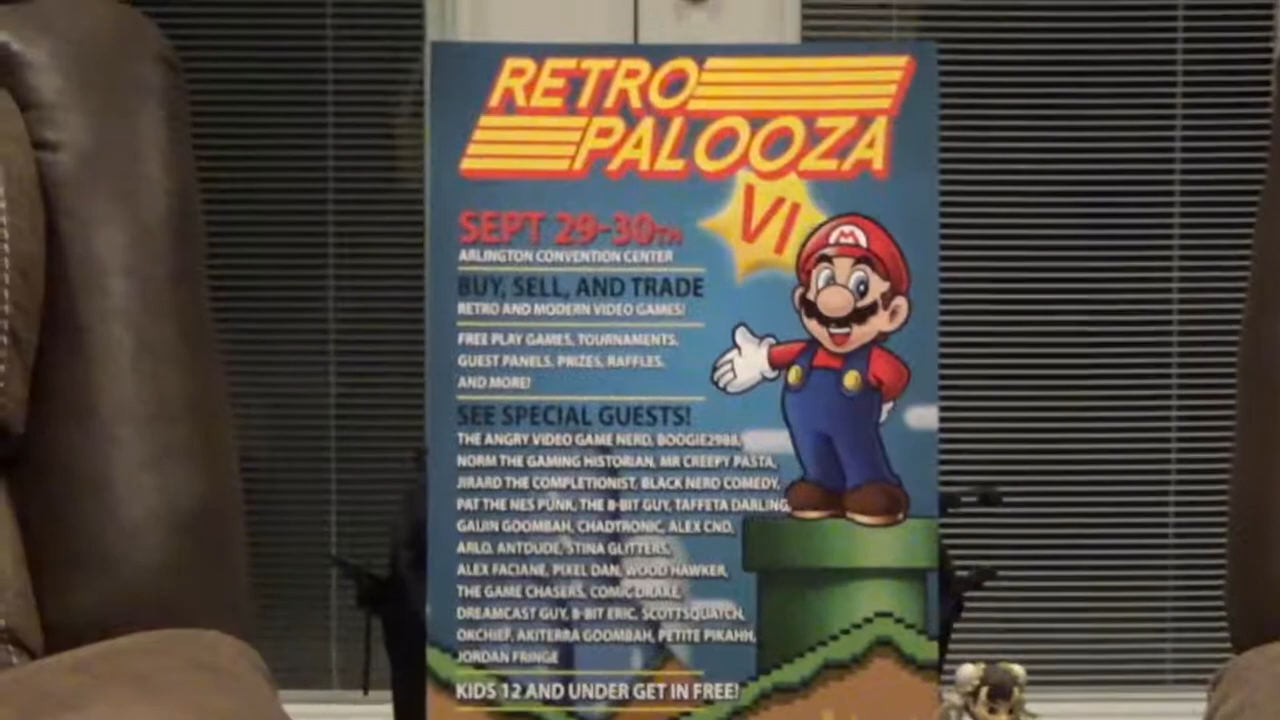 RETRO
PALOOZA
VI
SEPT 29-30TH
ARLINGTON CONVENTION CENTER
BUY, SELL, AND TRADE
RETRO AND MODERN VIDEO GAMES!
FREE PLAY GAMES, TOURNAMENTS,
GUEST PANELS, PRIZES, RAFFLES,
AND MORE!
SEE SPECIAL GUESTS!
THE ANGRY VIDEO GAME NERD, BOOGIE2988,
NORM THE GAMING HISTORIAN, MR CREEPY PASTA,
JIRARD THE COMPLETIONIST, BLACK NERD COMEDY,
PAT THE NES PUNK, THE 8-BIT GUY, TAFFETA DARLING
GAIJIN GOOMBAH, CHADTRONIC, ALEX CND,
ARLO, ANTDUDE, STINA GLITTERS,
ALEX FACIANE, PIXEL DAN, WOOD HAWKER,
THE GAME CHASERS, COMIC DRAKE,
DREAMCAST GUY, 8-BIT ERIC, SCOTTSQUATCH,
OKCHIEF, AKITERRA GOOMBAH, PETITE PIKAHH,
JORDAN FRINGE
KIDS 12 AND UNDER GET IN FREE!
M